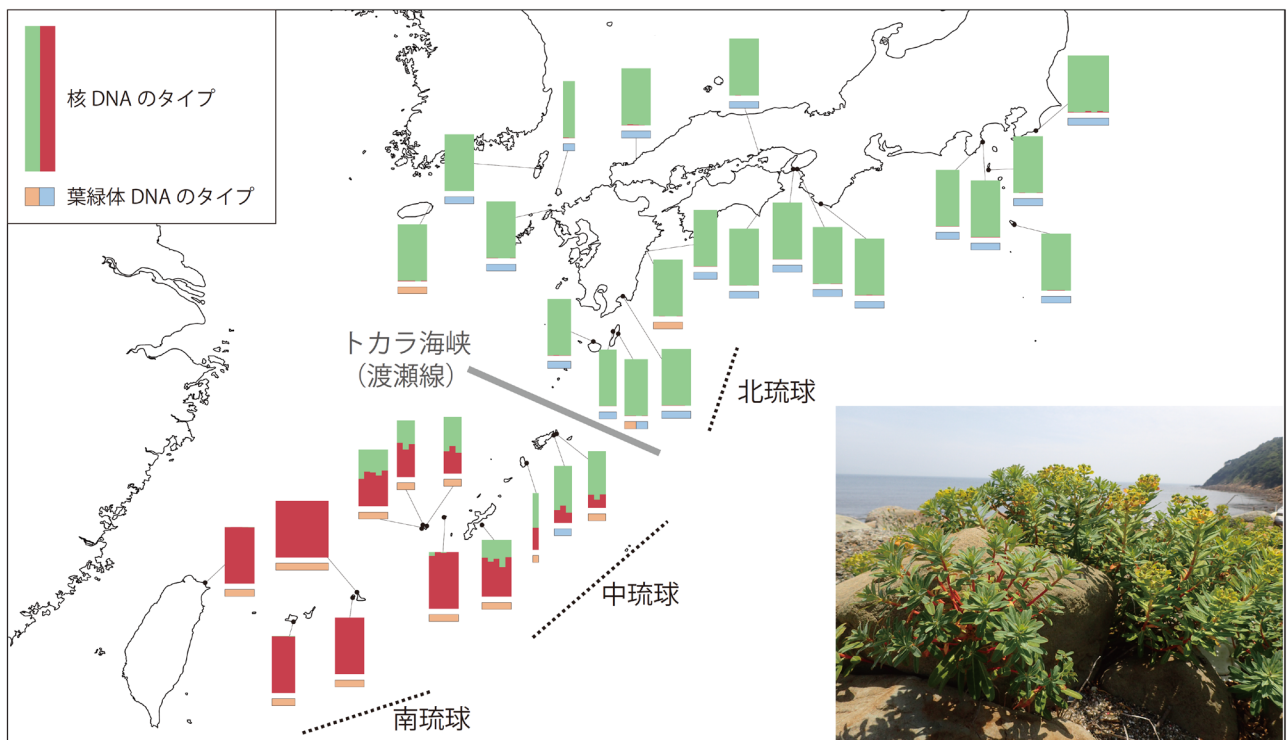 核 DNA のタイプ
葉緑体 DNA のタイプ
トカラ海峡
（渡瀬線）
北琉球
中琉球
南琉球